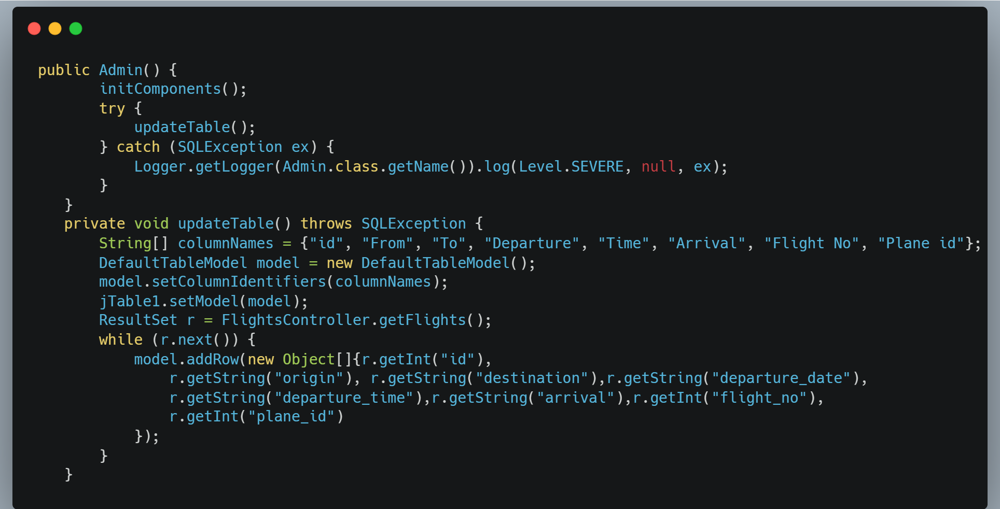 public Admin() {
initComponents();
try {
updateTable();
} catch (SQLException ex) {
Logger.getLogger(Admin.class.getName()).log(Level.SEVERE, null, ex);
}
}
private void updateTable() throws SQLException {
String[] columnNames = {"id", "From", "To", "Departure", "Time", "Arrival", "Flight No", "Plane id"};
DefaultTableModel model = new DefaultTableModel();
model.setColumnIdentifiers(columnNames);
jTable1.setModel(model);
ResultSet r = FlightsController.getFlights();
while (r.next()) {
model.addRow(new Object[]{r.getInt("id"),
r.getString("origin"), r.getString("destination"),r.getString("departure_date"),
r.getString("departure_time"),r.getString("arrival"),r.getInt("flight_no"),
r.getInt("plane_id")
});
}
}